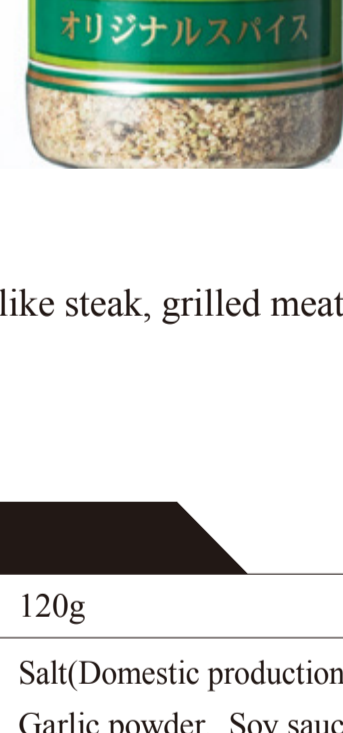 オリジナルスパイス
like steak, grilled meat
120g
Salt(Domestic production
Garlic powder、Soy sauc